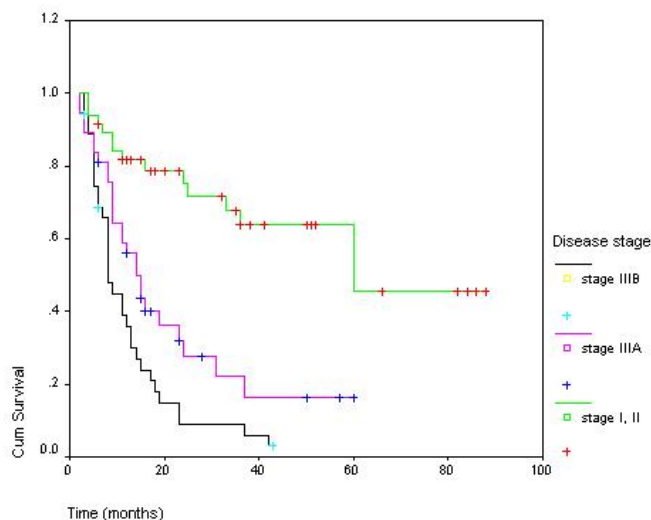 1.2
1.0
.8
.6
.4
.2
0.0
Cum Survival
0
20
40
60
80
100
Time (months)
Disease stage
stage IIIB
stage IIIA
stage I, II